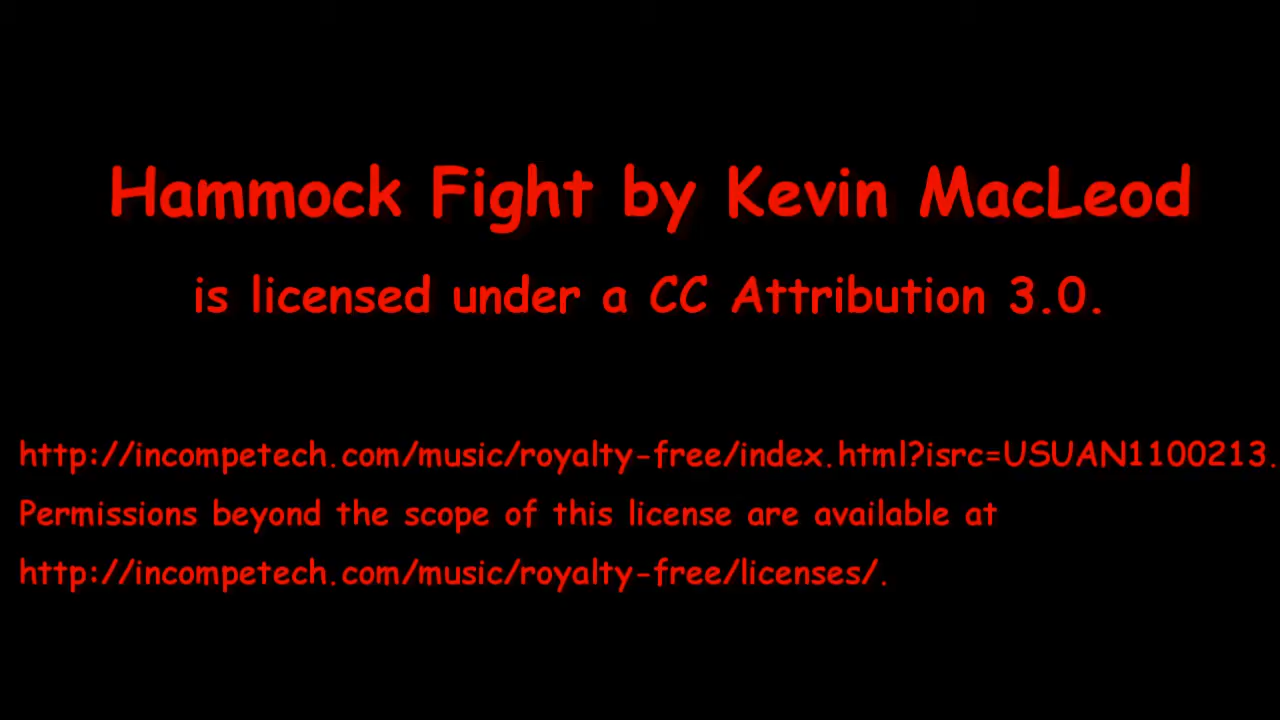 Hammock Fight by Kevin MacLeod
is licensed under a CC Attribution 3.0.
http://incompetech.com/music/royalty-free/index.html?isrc=USUAN1100213.
Permissions beyond the scope of this license are available at
http://incompetech.com/music/royalty-free/licenses/.